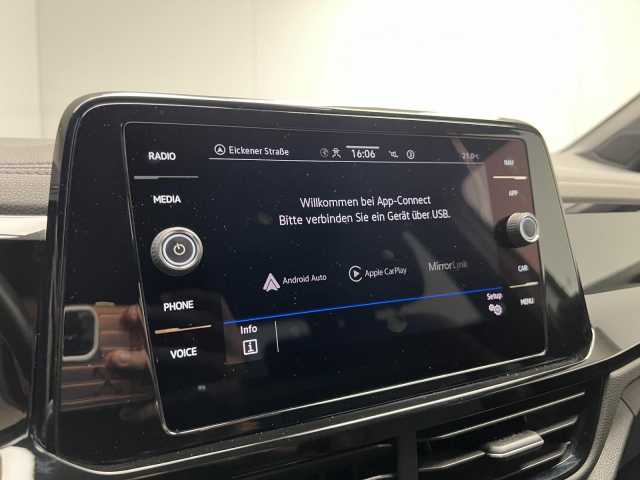 RADIO
MEDIA
PHONE
VOICE
Eickener Straße
16:06
21.0°C
Willkommen bei App-Connect
Bitte verbinden Sie ein Gerät über USB.
Android Auto
Apple CarPlay
MirrorLink
Info
Setup
NAV
APP
CAR
MENU